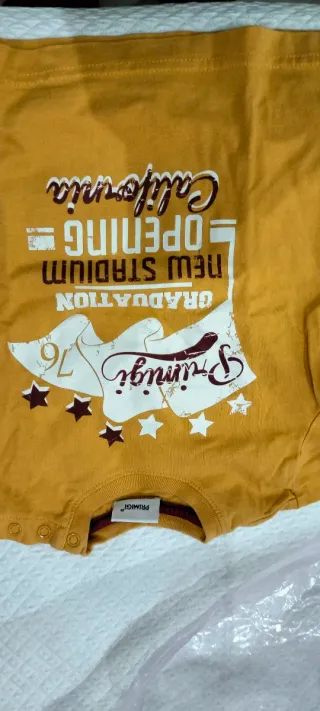 PRIMIGI
Primigi
76
GRADUATION
NEW STADIUM
OPENING
California